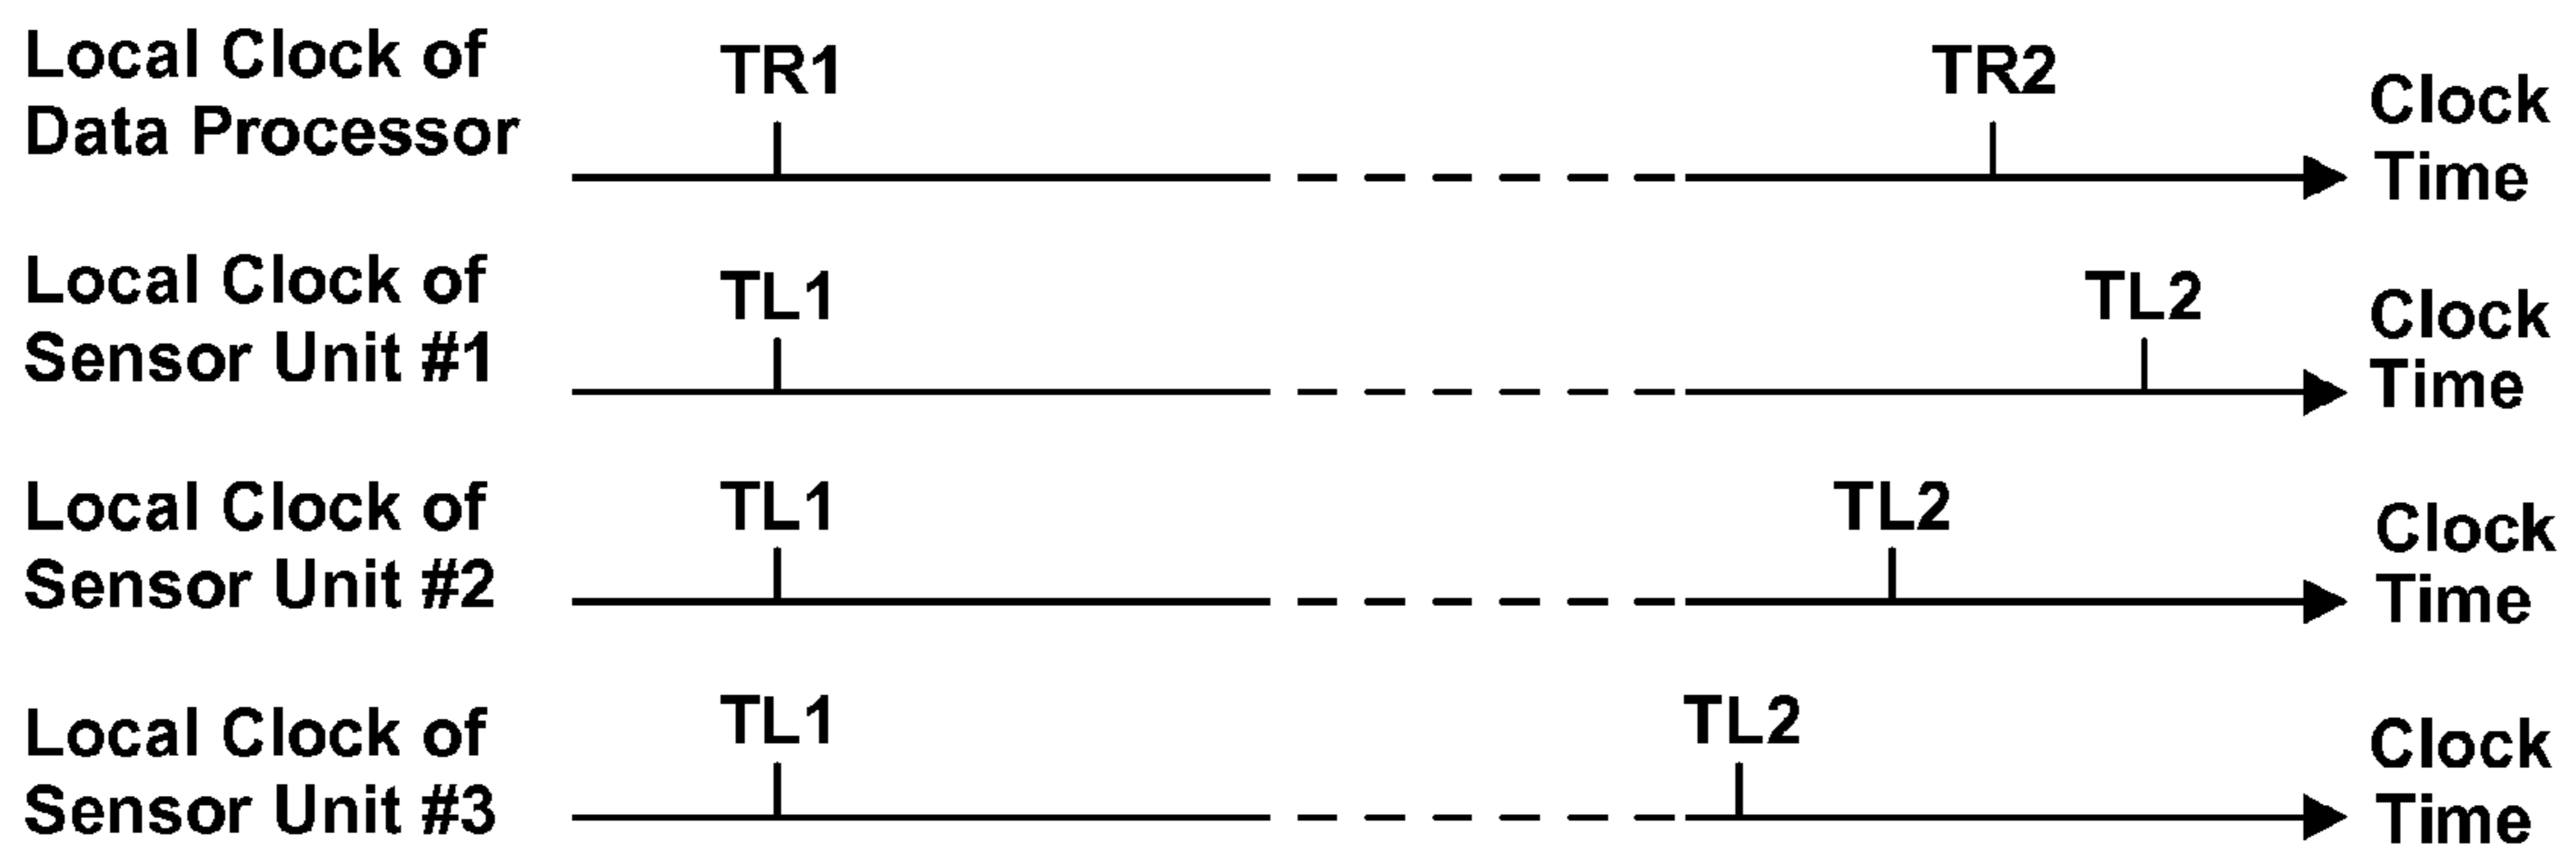 Local Clock of
Data Processor
TR1
TR2
Clock
Time
Local Clock of
Sensor Unit #1
TL1
TL2
Clock
Time
Local Clock of
Sensor Unit #2
TL1
TL2
Clock
Time
Local Clock of
Sensor Unit #3
TL1
TL2
Clock
Time